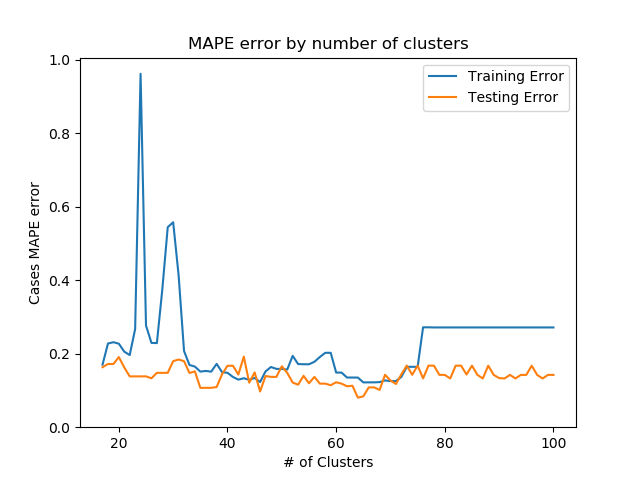 MAPE error by number of clusters
Training Error
Testing Error
1.0
0.8
0.6
0.4
0.2
0.0
Cases MAPE error
20 40 60 80 100
# of Clusters